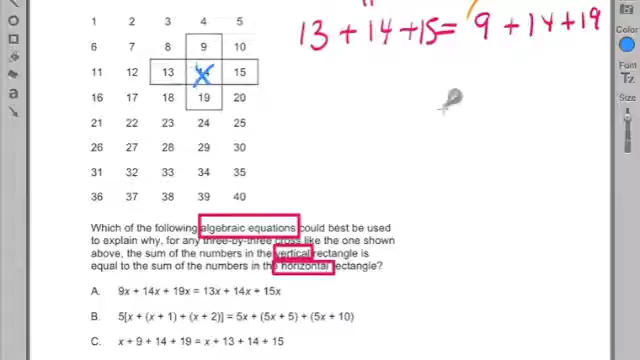 1 2 3 4 5
13 + 14 + 15 = 9 + 14 + 19
6 7 8 9 10
11 12 13 15
16 17 18 19 20
21 22 23 24 25
26 27 28 29 30
31 32 33 34 35
36 37 38 39 40
Which of the following algebraic equations could best be used
to explain why, for any three-by-three cross like the one shown
above, the sum of the numbers in the vertical rectangle is
equal to the sum of the numbers in the horizontal rectangle?
A. 9x + 14x + 19x = 13x + 14x + 15x
B. 5[x + (x + 1) + (x + 2)] = 5x + (5x + 5) + (5x + 10)
C. x + 9 + 14 + 19 = x + 13 + 14 + 15
Color
Font
Tz
Size
a